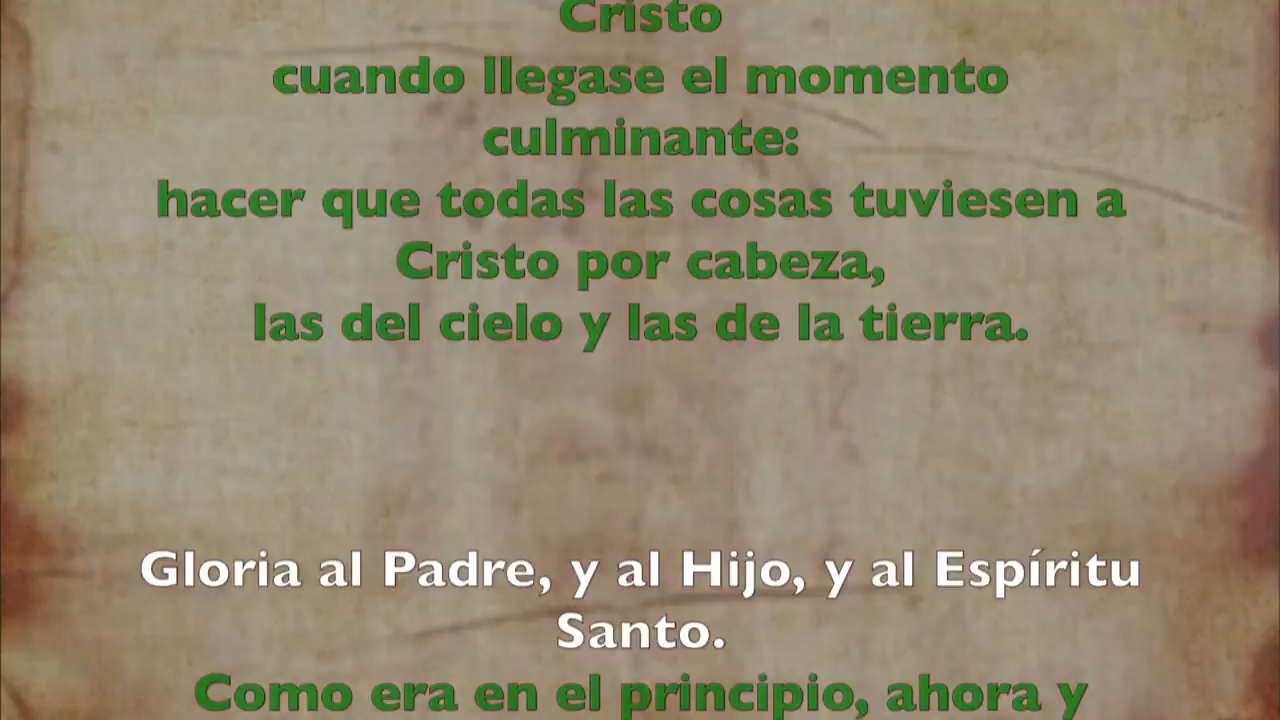 Cristo
cuando llegase el momento
culminante:
hacer que todas las cosas tuviesen a
Cristo por cabeza,
las del cielo y las de la tierra.
Gloria al Padre, y al Hijo, y al Espíritu
Santo.
Como era en el principio, ahora y